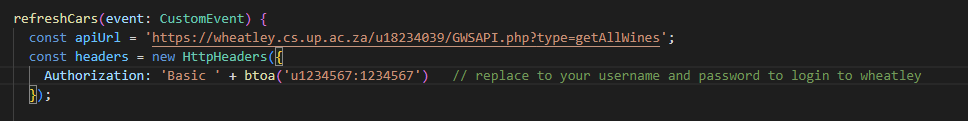 refreshCars(event: CustomEvent) {
const apiUrl = 'https://wheatley.cs.up.ac.za/u18234039/GWSAPI.php?type=getAllWines';
const headers = new HttpHeaders({
Authorization: 'Basic ' + btoa('u1234567:1234567')   // replace to your username and password to login to wheatley
});